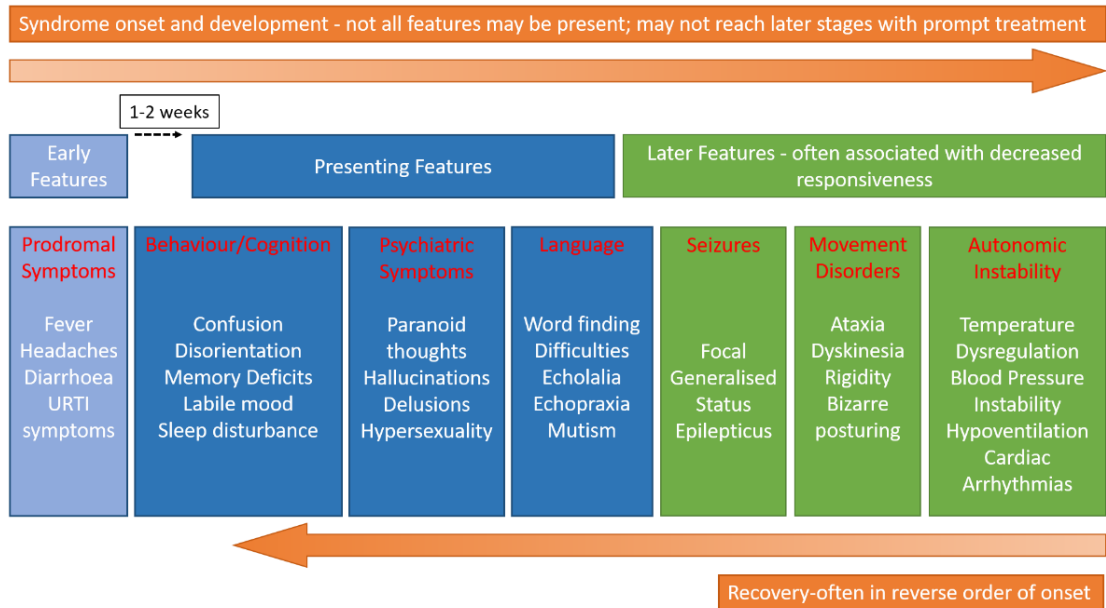 Syndrome onset and development - not all features may be present; may not reach later stages with prompt treatment
1-2 weeks
Early
Features
Presenting Features
Later Features - often associated with decreased
responsiveness
Prodromal
Symptoms
Fever
Headaches
Diarrhoea
URTI
symptoms
Behaviour/Cognition
Confusion
Disorientation
Memory Deficits
Labile mood
Sleep disturbance
Psychiatric
Symptoms
Paranoid
thoughts
Hallucinations
Delusions
Hypersexuality
Language
Word finding
Difficulties
Echolalia
Echopraxia
Mutism
Seizures
Focal
Generalised
Status
Epilepticus
Movement
Disorders
Ataxia
Dyskinesia
Rigidity
Bizarre
posturing
Autonomic
Instability
Temperature
Dysregulation
Blood Pressure
Instability
Hypoventilation
Cardiac
Arrhythmias
Recovery-often in reverse order of onset